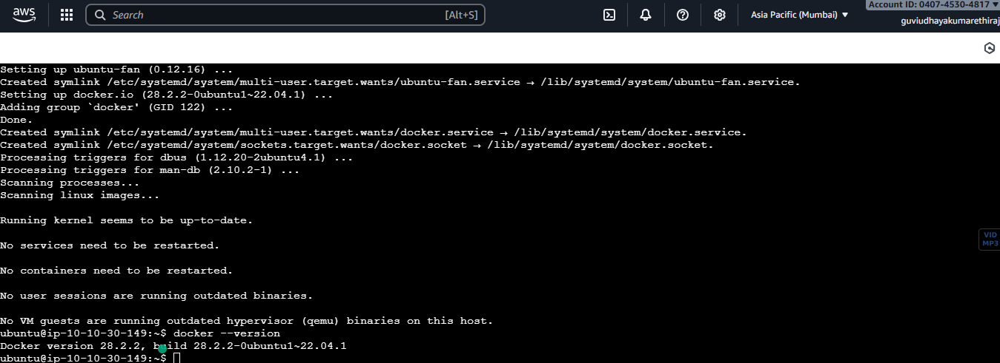 aws
Search
[Alt+S]
Asia Pacific (Mumbai) ▼
Account ID: 0407-4530-4817 ▼
guviudhayakumarethiraj
Setting up ubuntu-fan (0.12.16) ...
Created symlink /etc/systemd/system/multi-user.target.wants/ubuntu-fan.service → /lib/systemd/system/ubuntu-fan.service.
Setting up docker.io (28.2.2-0ubuntu1~22.04.1) ...
Adding group `docker' (GID 122) ...
Done.
Created symlink /etc/systemd/system/multi-user.target.wants/docker.service → /lib/systemd/system/docker.service.
Created symlink /etc/systemd/system/sockets.target.wants/docker.socket → /lib/systemd/system/docker.socket.
Processing triggers for dbus (1.12.20-2ubuntu4.1) ...
Processing triggers for man-db (2.10.2-1) ...
Scanning processes...
Scanning linux images...
Running kernel seems to be up-to-date.
No services need to be restarted.
No containers need to be restarted.
No user sessions are running outdated binaries.
No VM guests are running outdated hypervisor (qemu) binaries on this host.
ubuntu@ip-10-10-30-149:~$ docker --version
Docker version 28.2.2, build 28.2.2-0ubuntu1~22.04.1
ubuntu@ip-10-10-30-149:~$
VID
MP3